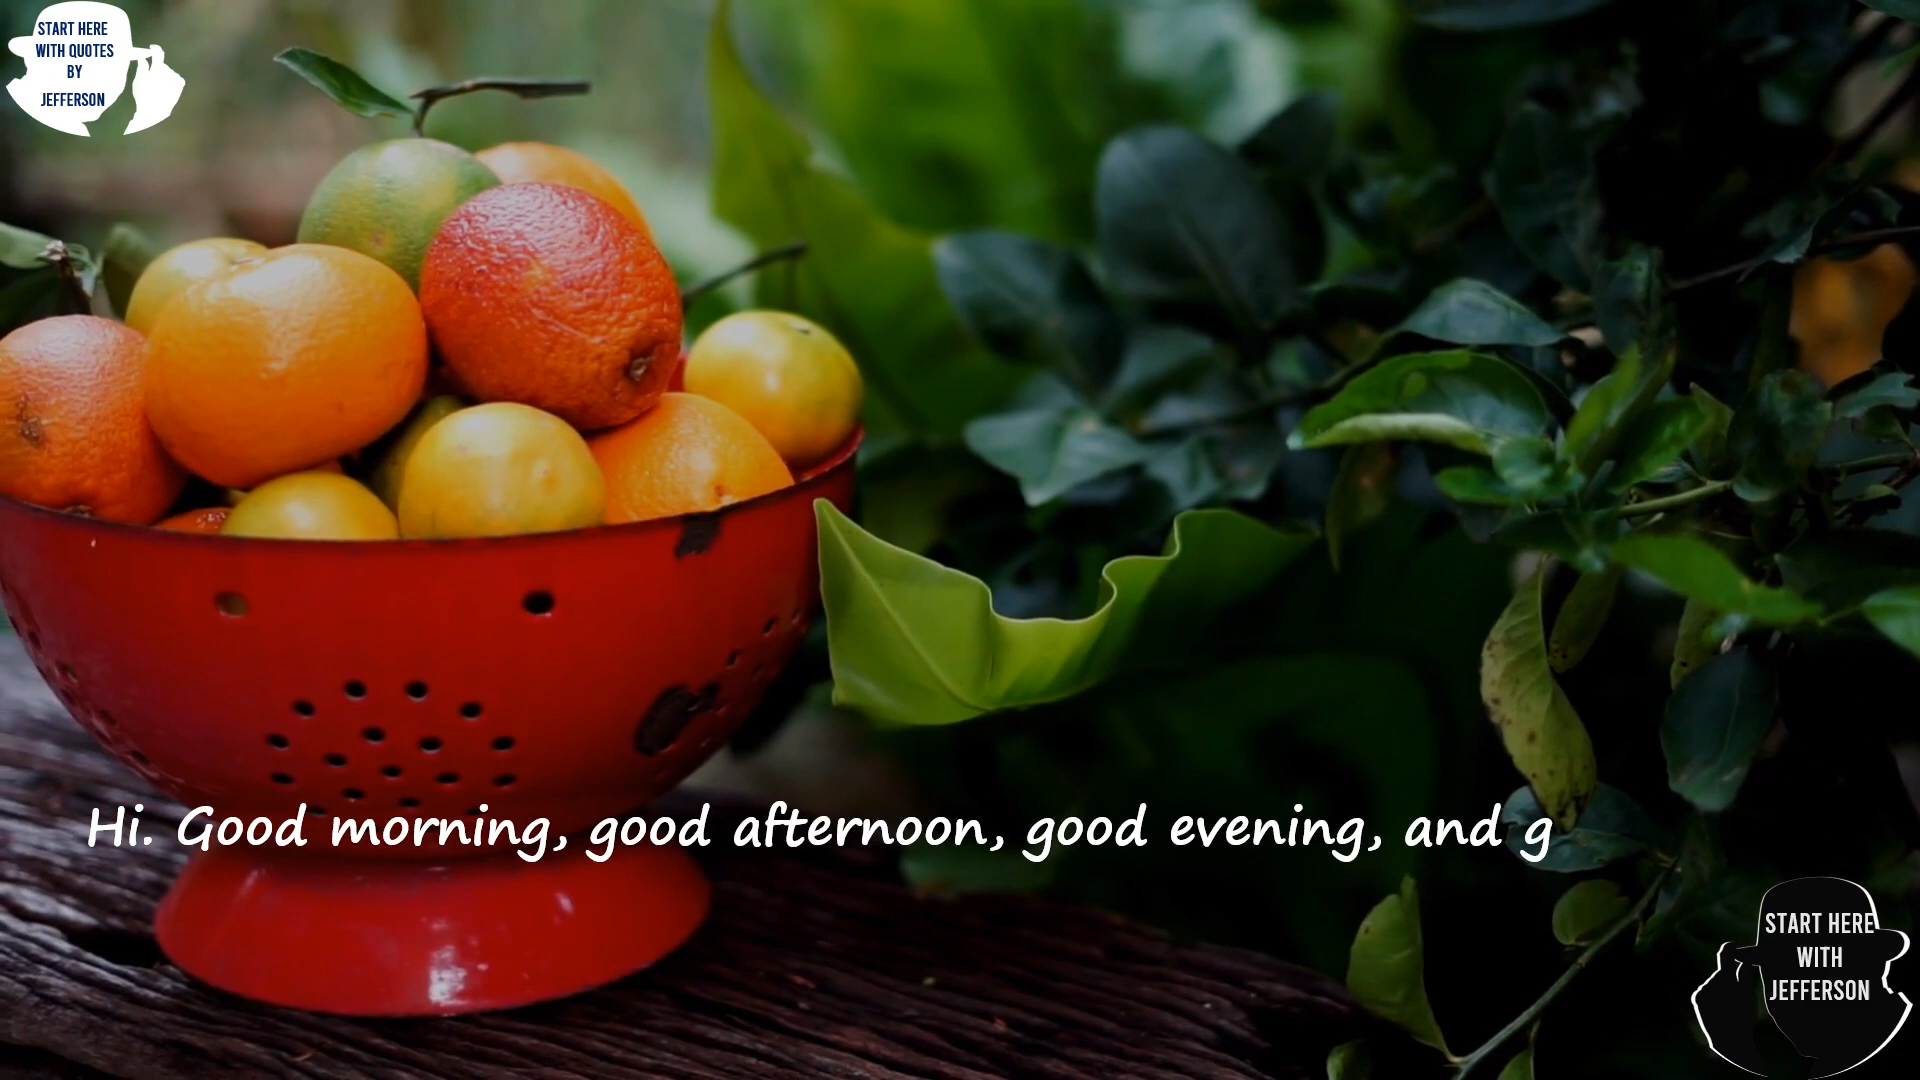 START HERE
WITH QUOTES
BY
JEFFERSON
Hi. Good morning, good afternoon, good evening, and g
START HERE
WITH
JEFFERSON